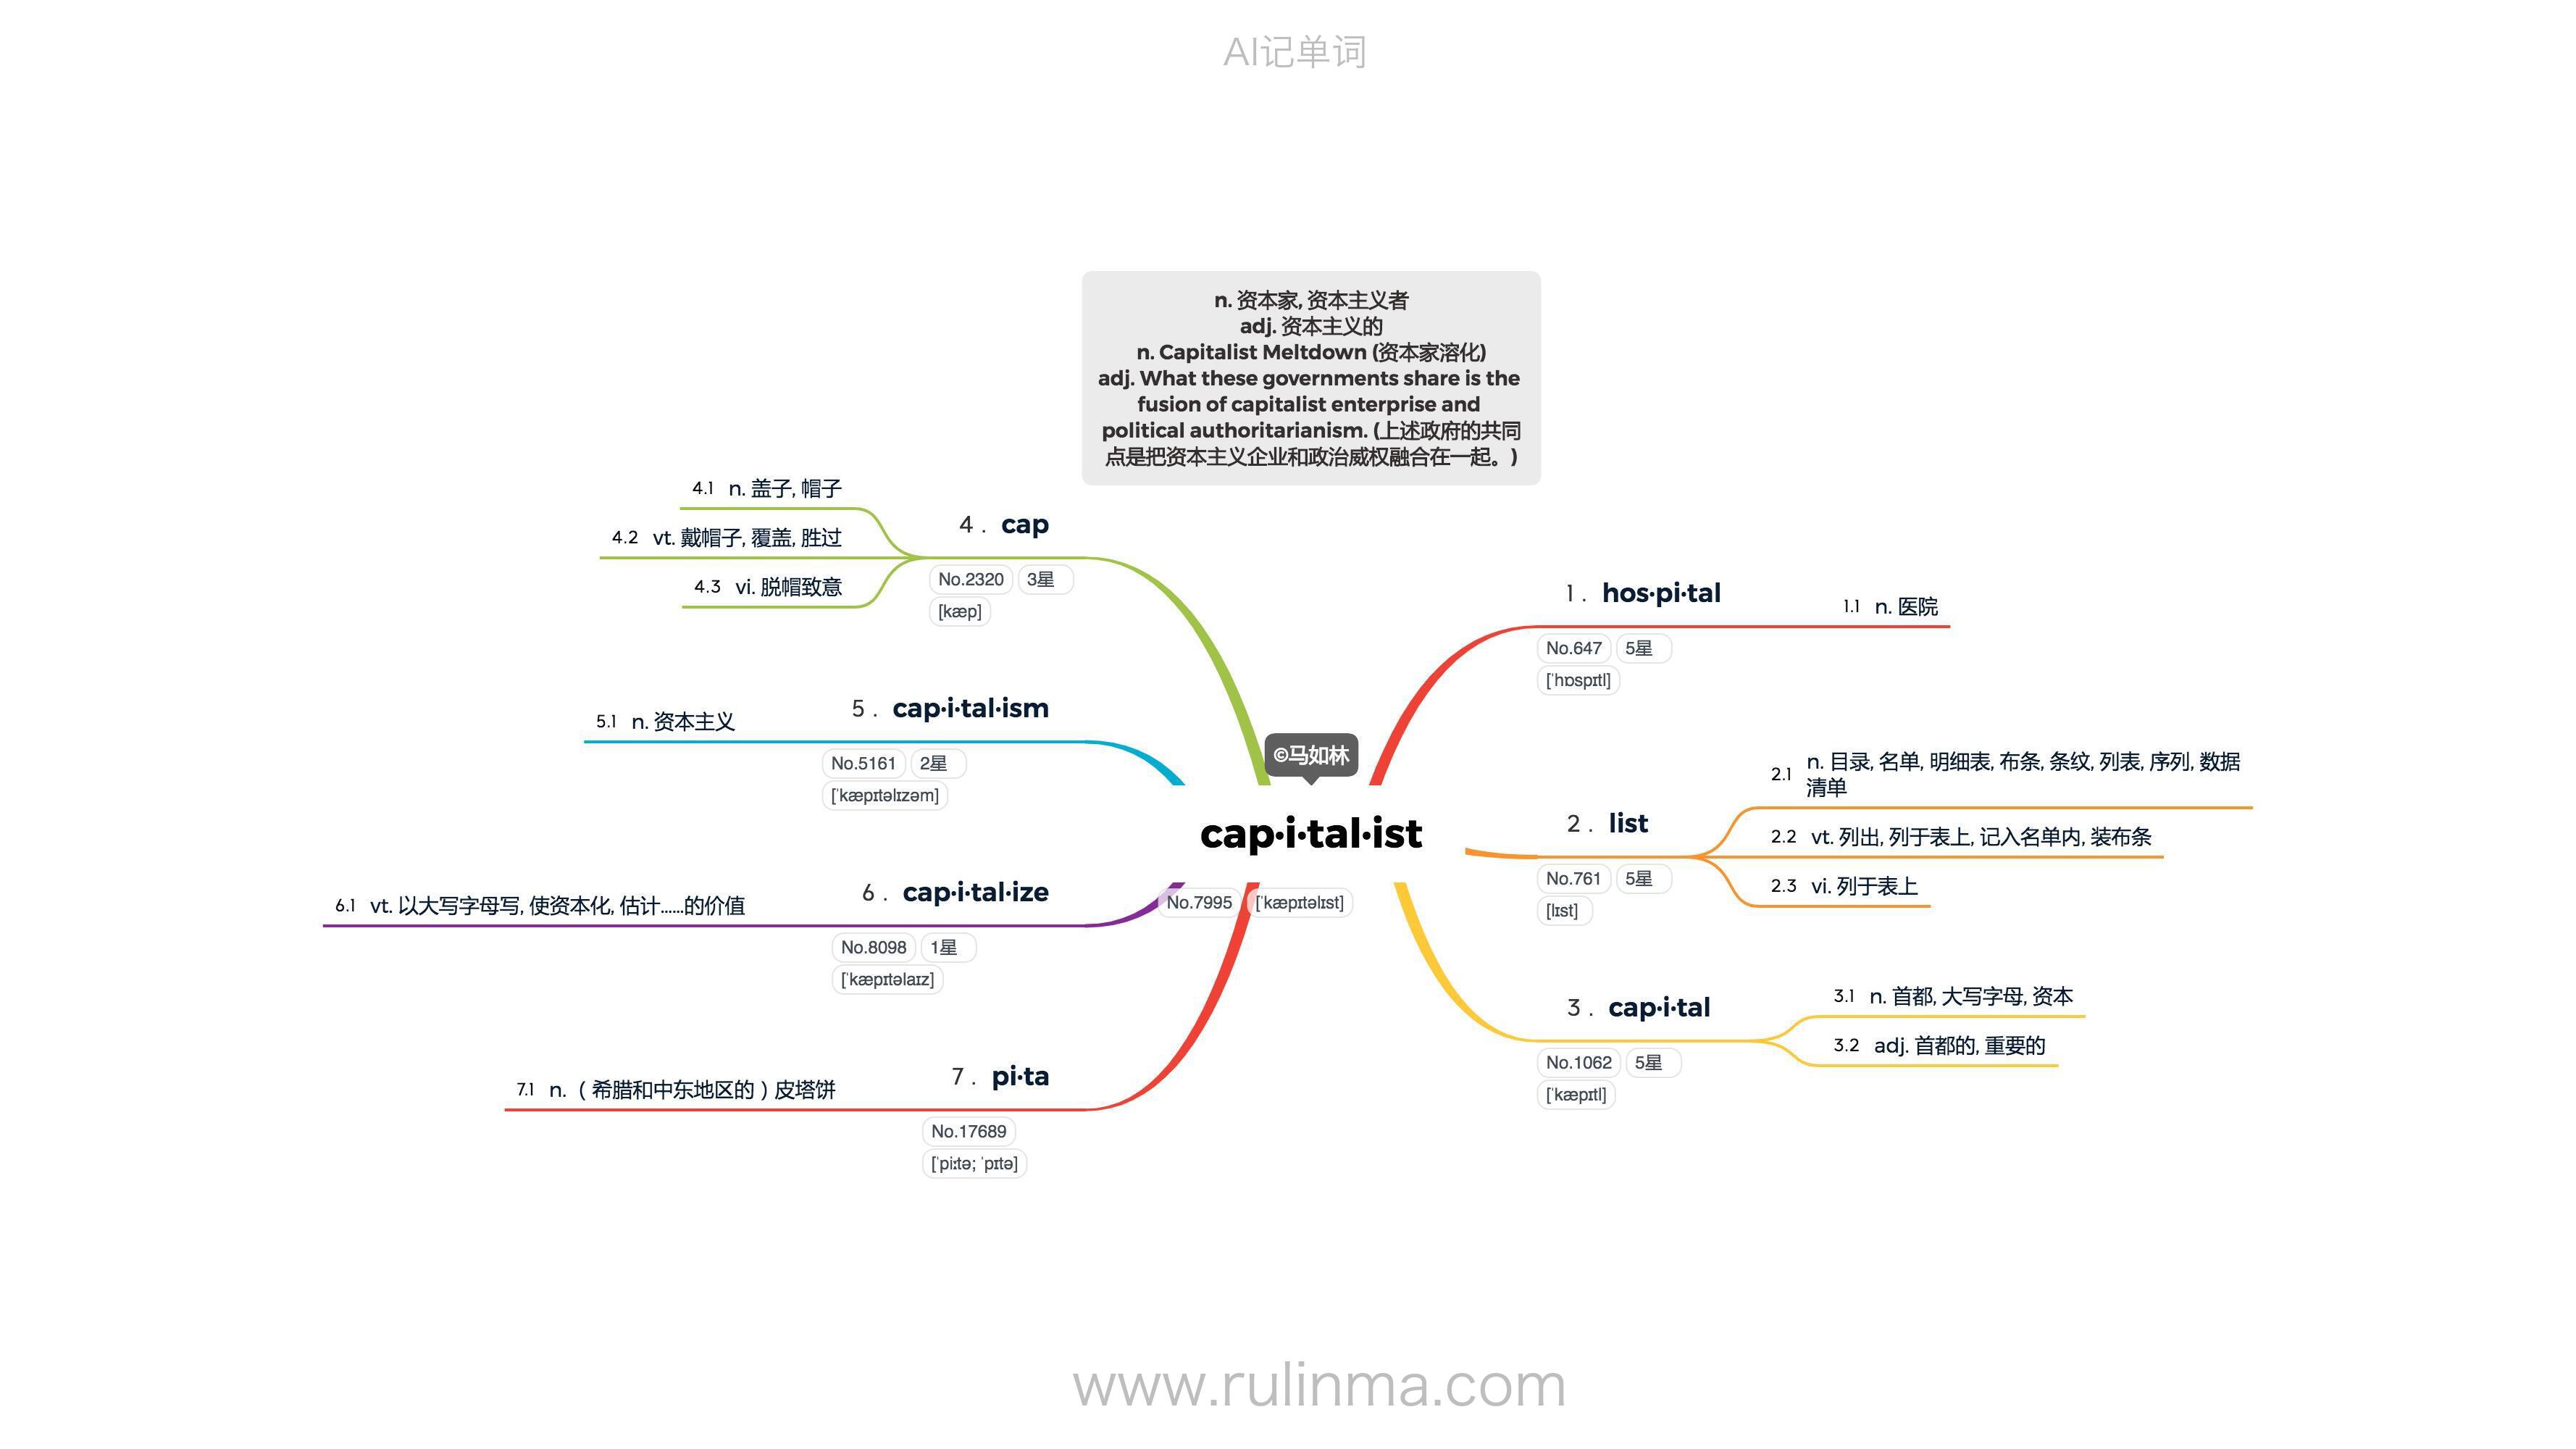 AI记单词
n. 资本家, 资本主义者
adj. 资本主义的
n. Capitalist Meltdown (资本家溶化)
adj. What these governments share is the
fusion of capitalist enterprise and
political authoritarianism. (上述政府的共同
点是把资本主义企业和政治威权融合在一起。)
©马如林
cap·i·tal·ist
No.7995 [ˈkæpɪtəlɪst]
1 . hos·pi·tal
No.647 5星
[ˈhɒspɪtl]
1.1 n. 医院
2 . list
No.761 5星
[lɪst]
2.1 n. 目录, 名单, 明细表, 布条, 条纹, 列表, 序列, 数据
清单
2.2 vt. 列出, 列于表上, 记入名单内, 装布条
2.3 vi. 列于表上
3 . cap·i·tal
No.1062 5星
[ˈkæpɪtl]
3.1 n. 首都, 大写字母, 资本
3.2 adj. 首都的, 重要的
4 . cap
No.2320 3星
[kæp]
4.1 n. 盖子, 帽子
4.2 vt. 戴帽子, 覆盖, 胜过
4.3 vi. 脱帽致意
5 . cap·i·tal·ism
No.5161 2星
[ˈkæpɪtəlɪzəm]
5.1 n. 资本主义
6 . cap·i·tal·ize
No.8098 1星
[ˈkæpɪtəlaɪz]
6.1 vt. 以大写字母写, 使资本化, 估计……的价值
7 . pi·ta
No.17689
[ˈpiːtə; ˈpɪtə]
7.1 n. （希腊和中东地区的）皮塔饼
www.rulinma.com